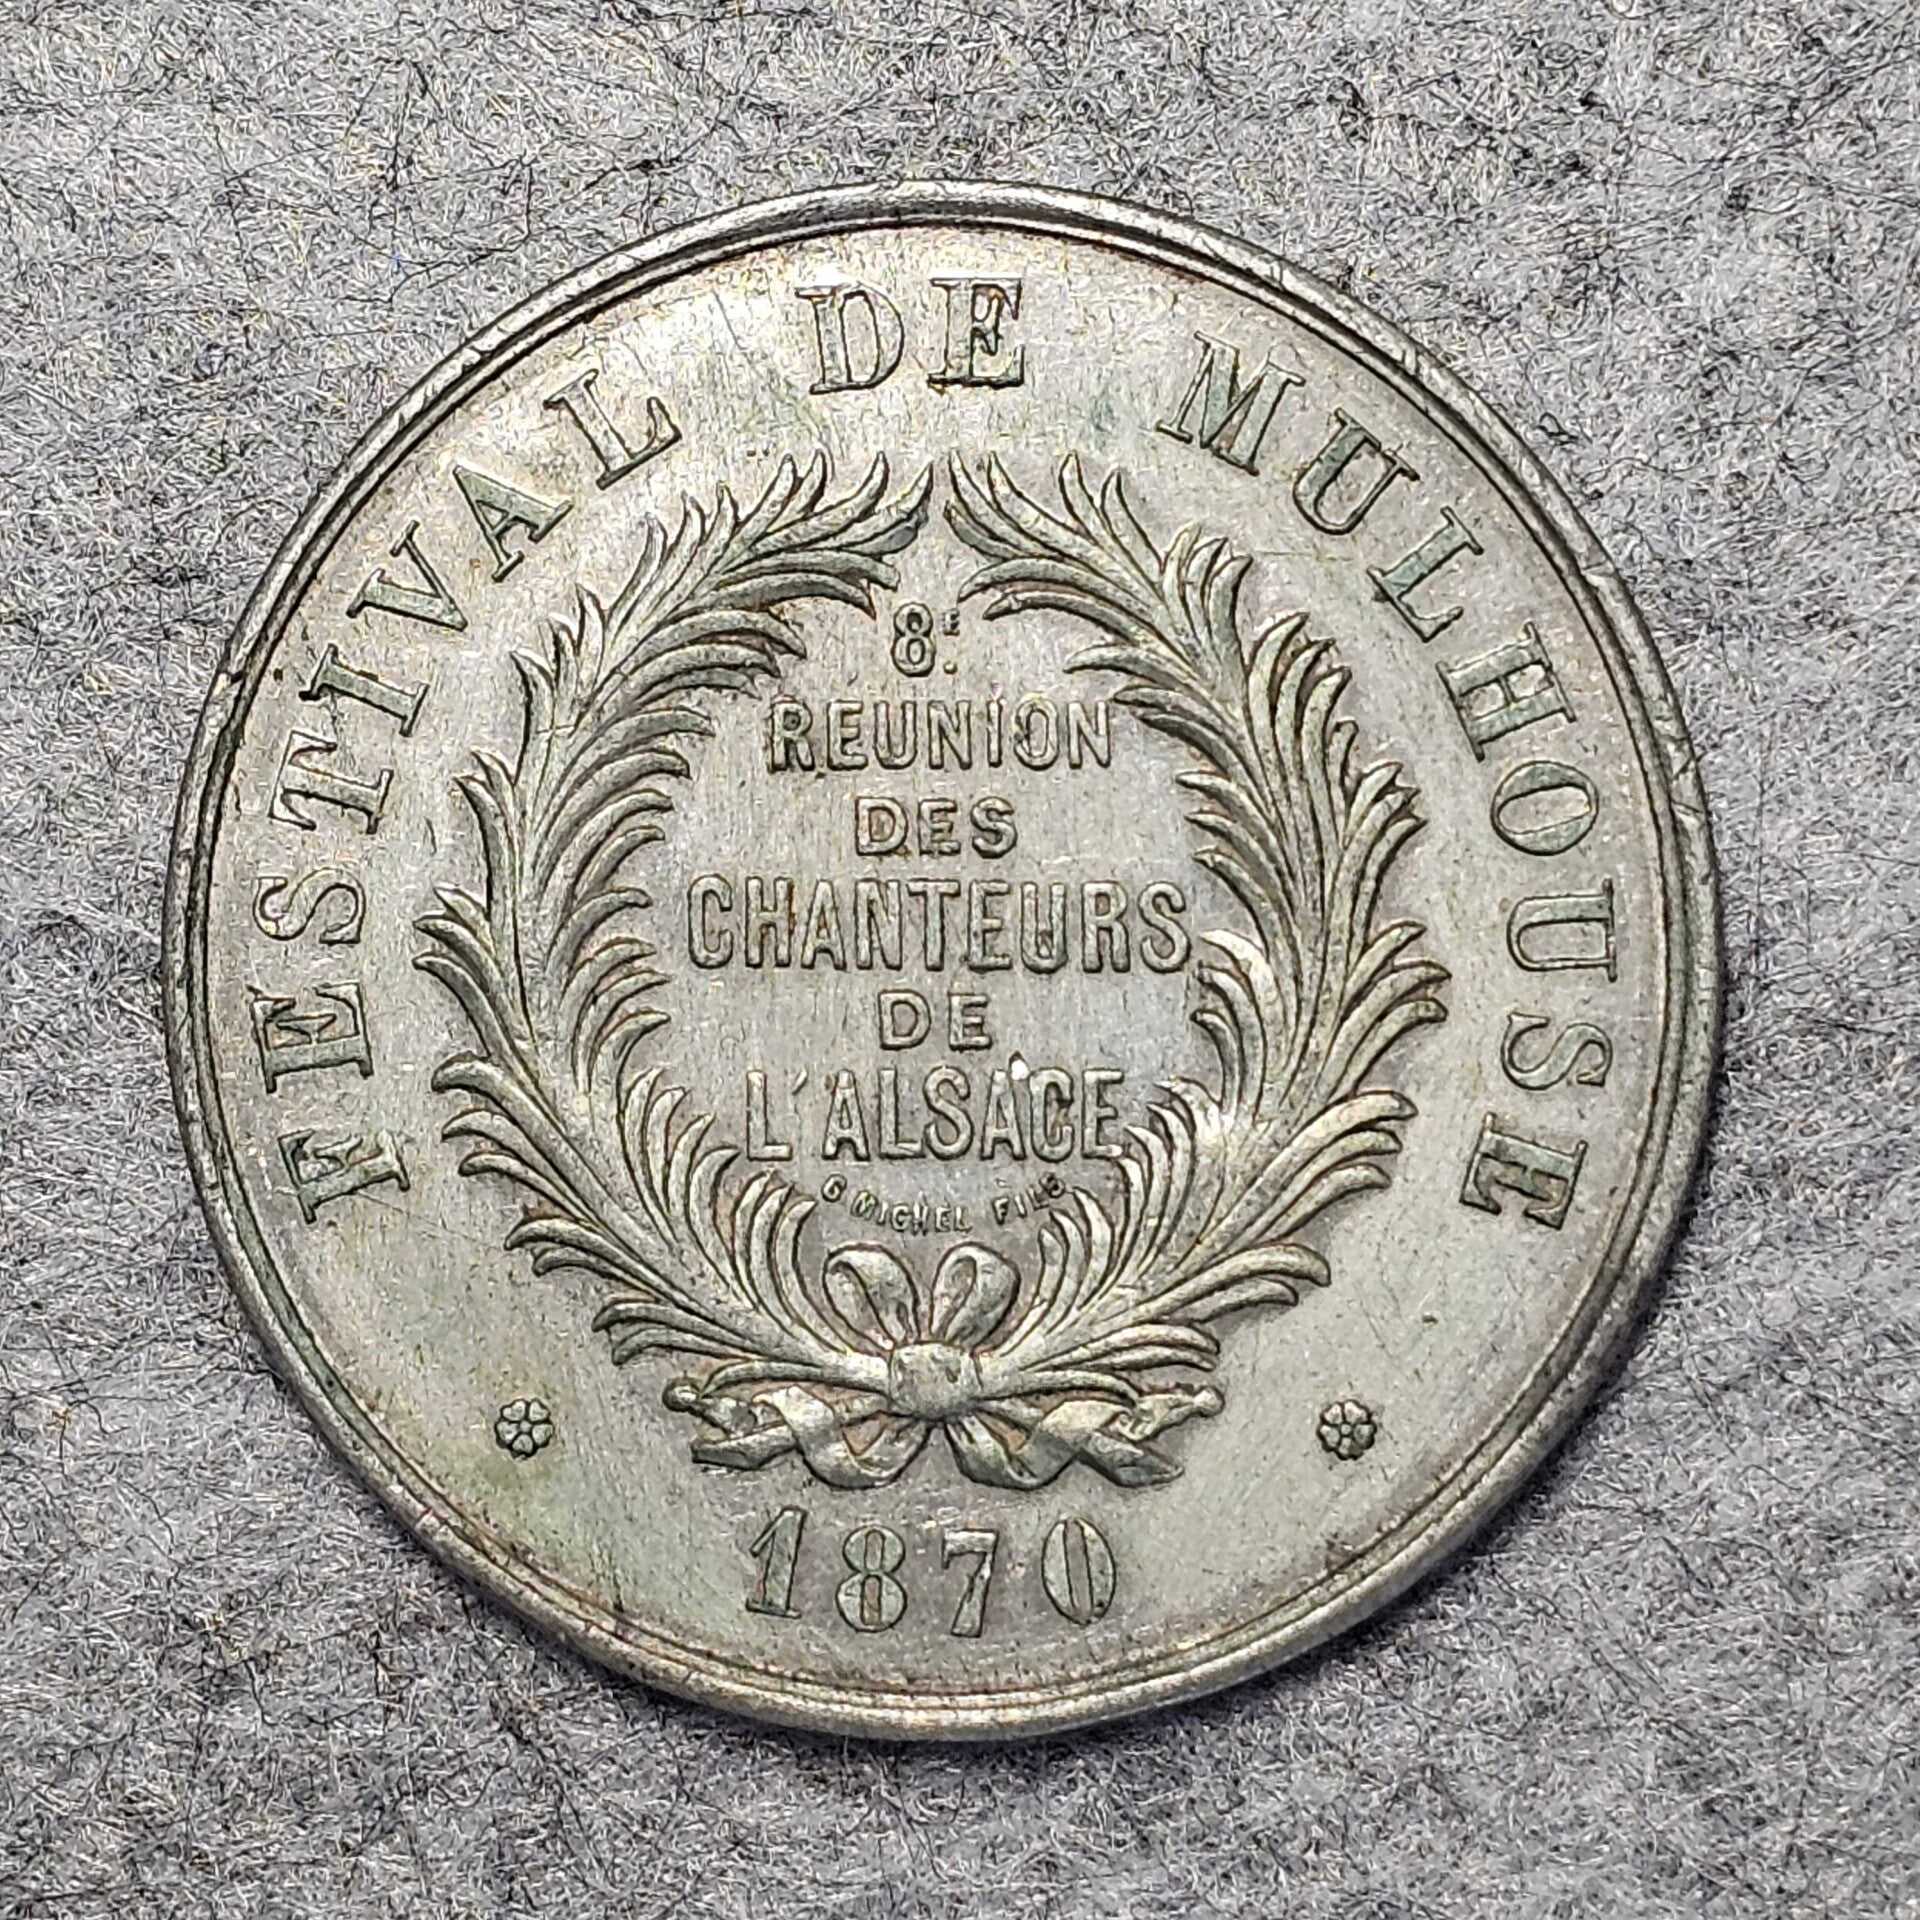 FESTIVAL DE MULHOUSE
8E.
REUNION
DES
CHANTEURS
DE
L'ALSACE
G MICHEL FILS
1870